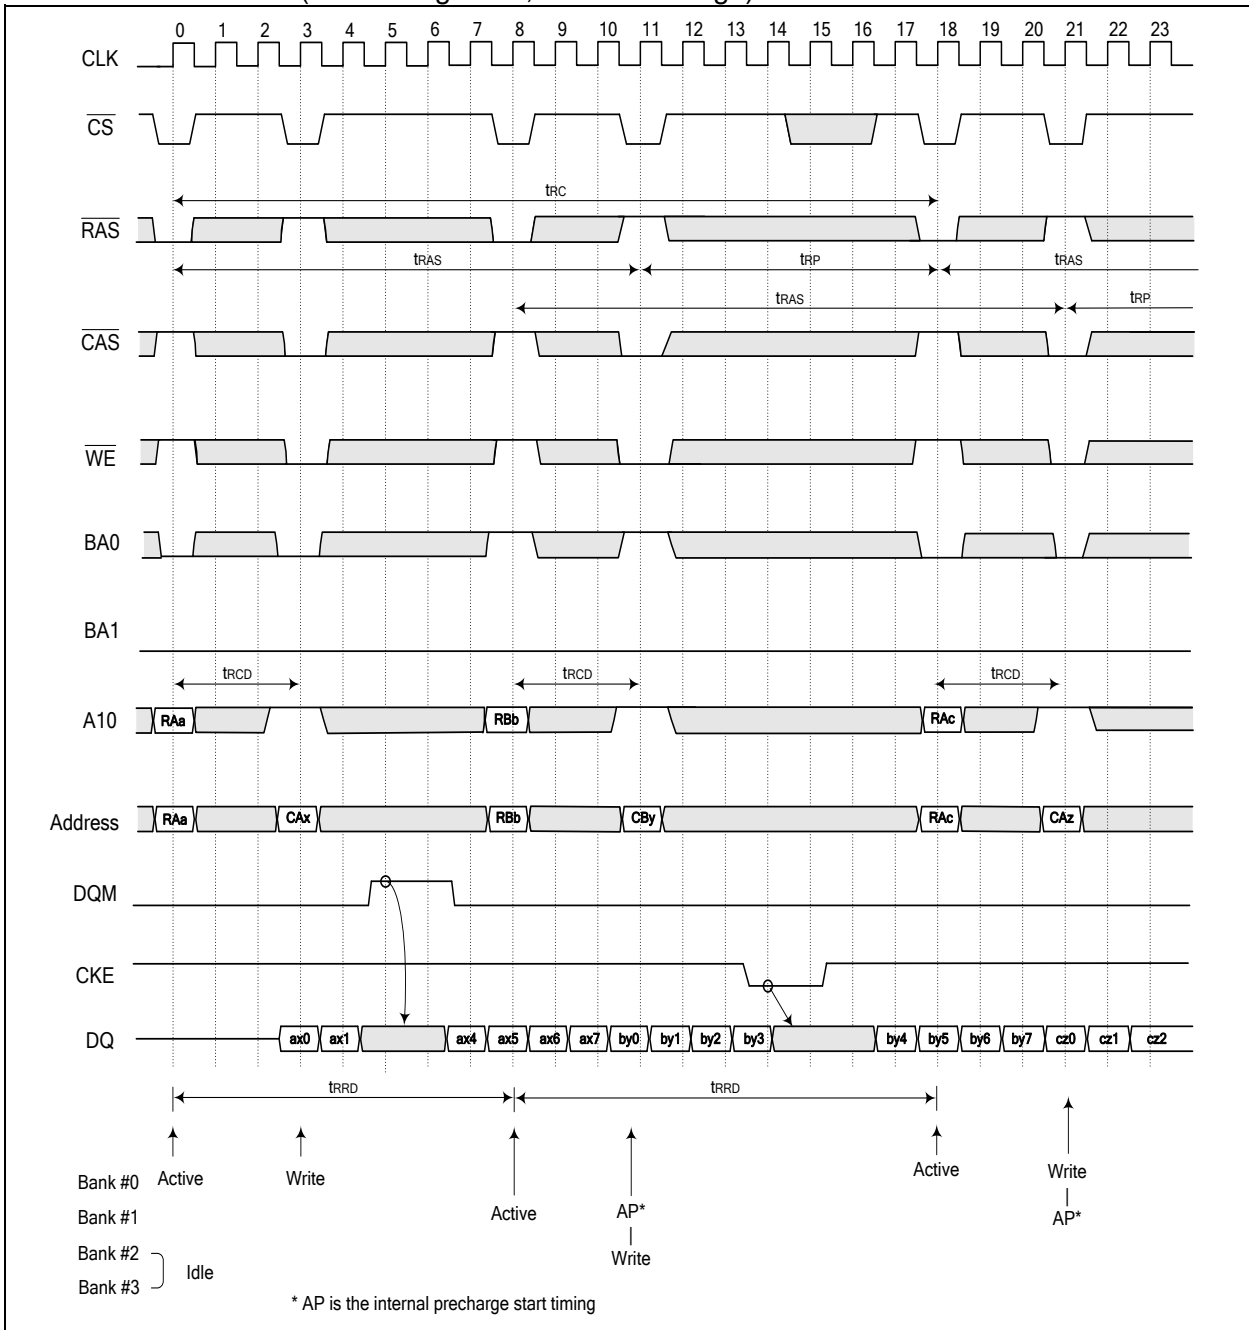 0 1 2 3 4 5 6 7 8 9 10 11 12 13 14 15 16 17 18 19 20 21 22 23
CLK
CS
tRC
RAS
tRAS tRP tRAS
tRAS tRP
CAS
WE
BA0
BA1
tRCD tRCD tRCD
A10 RAa RBb RAc
Address RAa CAx RBb CBy RAc CAz
DQM
CKE
DQ ax0 ax1 ax4 ax5 ax6 ax7 by0 by1 by2 by3 by4 by5 by6 by7 cz0 cz1 cz2
tRRD tRRD
Bank #0 Active Write Active Write
Bank #1 Active AP* AP*
Write
Bank #2
Idle
Bank #3
* AP is the internal precharge start timing